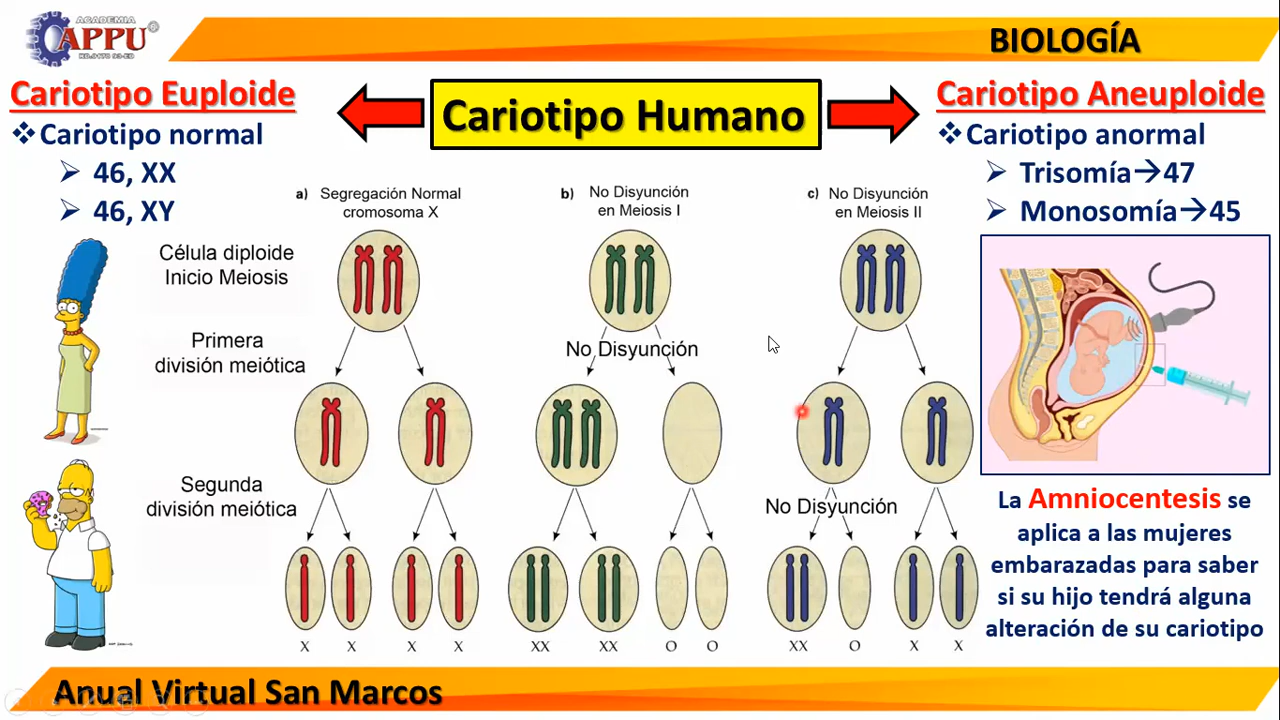 ACADEMIA
APPU
BIOLOGÍA
Cariotipo Euploide
Cariotipo normal
46, XX
46, XY
Cariotipo Humano
Cariotipo Aneuploide
Cariotipo anormal
Trisomía→47
Monosomía→45
a) Segregación Normal
cromosoma X
b) No Disyunción
en Meiosis I
c) No Disyunción
en Meiosis II
Célula diploide
Inicio Meiosis
Primera
división meiótica
No Disyunción
Segunda
división meiótica
No Disyunción
X X X X XX XX O O XX O X X
La Amniocentesis se
aplica a las mujeres
embarazadas para saber
si su hijo tendrá alguna
alteración de su cariotipo
Anual Virtual San Marcos